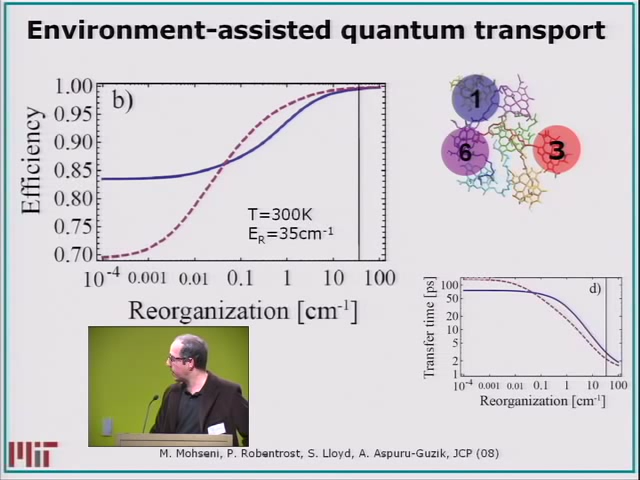 Environment-assisted quantum transport
b)
1.00
0.95
0.90
0.85
0.80
0.75
0.70
Efficiency
T=300K
E_R=35cm⁻¹
10⁻⁴ 0.001 0.01 0.1 1 10 100
Reorganization [cm⁻¹]
1
6
3
d)
100
50
20
10
5
2
1
Transfer time [ps]
10⁻⁴ 0.001 0.01 0.1 1 10 100
Reorganization [cm⁻¹]
MIT
M. Mohseni, P. Robentrost, S. Lloyd, A. Aspuru-Guzik, JCP (08)